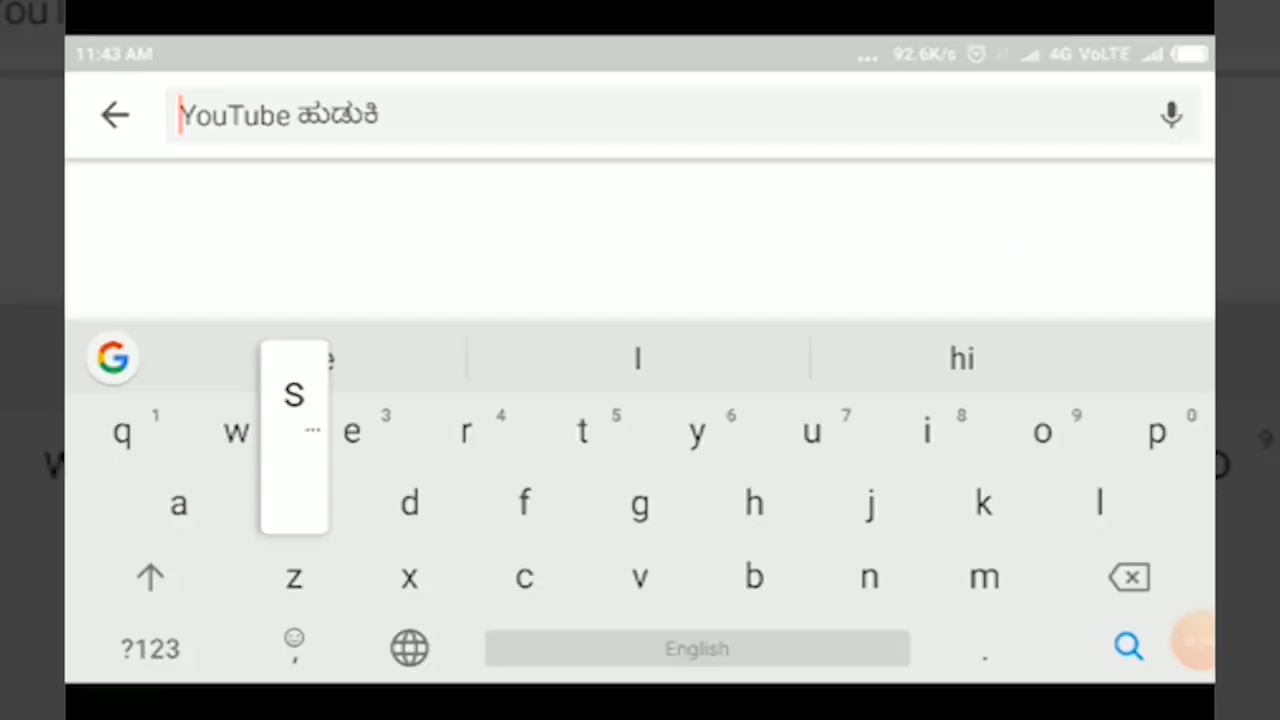 11:43 AM ... 92.6K/s 4G VoLTE
YouTube ಹುಡುಕಿ
I hi
q 1 w e 3 r 4 t 5 y 6 u 7 i 8 o 9 p 0
S
...
a d f g h j k l
z x c v b n m
?123 , English .